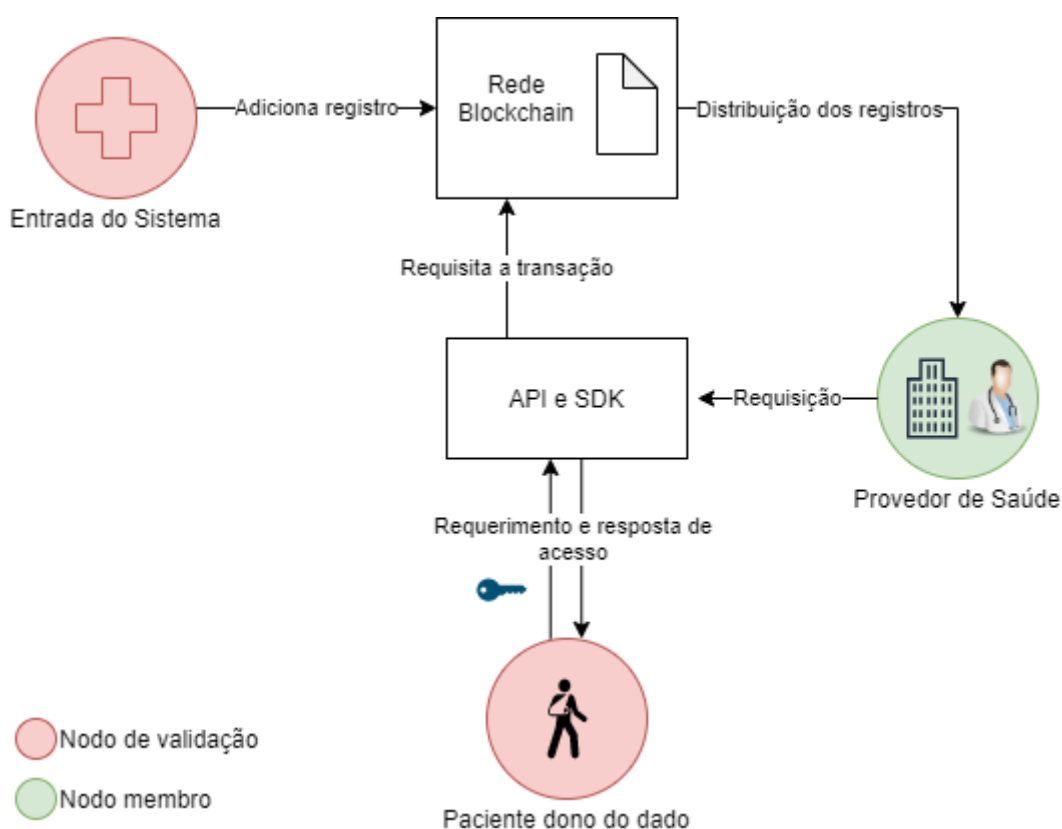 Rede
Blockchain
Adiciona registro
Distribuição dos registros
Entrada do Sistema
Requisita a transação
API e SDK
Requisição
Provedor de Saúde
Requerimento e resposta de
acesso
Nodo de validação
Nodo membro
Paciente dono do dado